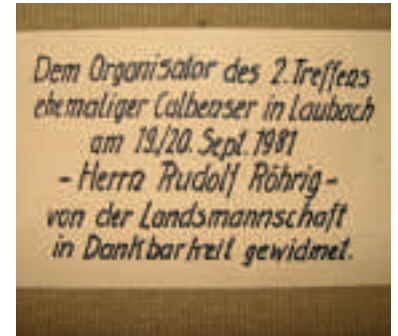 Dem Organisator des 2. Treffens
ehemaliger Calbenser in Laubach
am 19./20. Sept. 1981
- Herrn Rudolf Röhrig -
von der Landsmannschaft
in Dankbarkeit gewidmet.